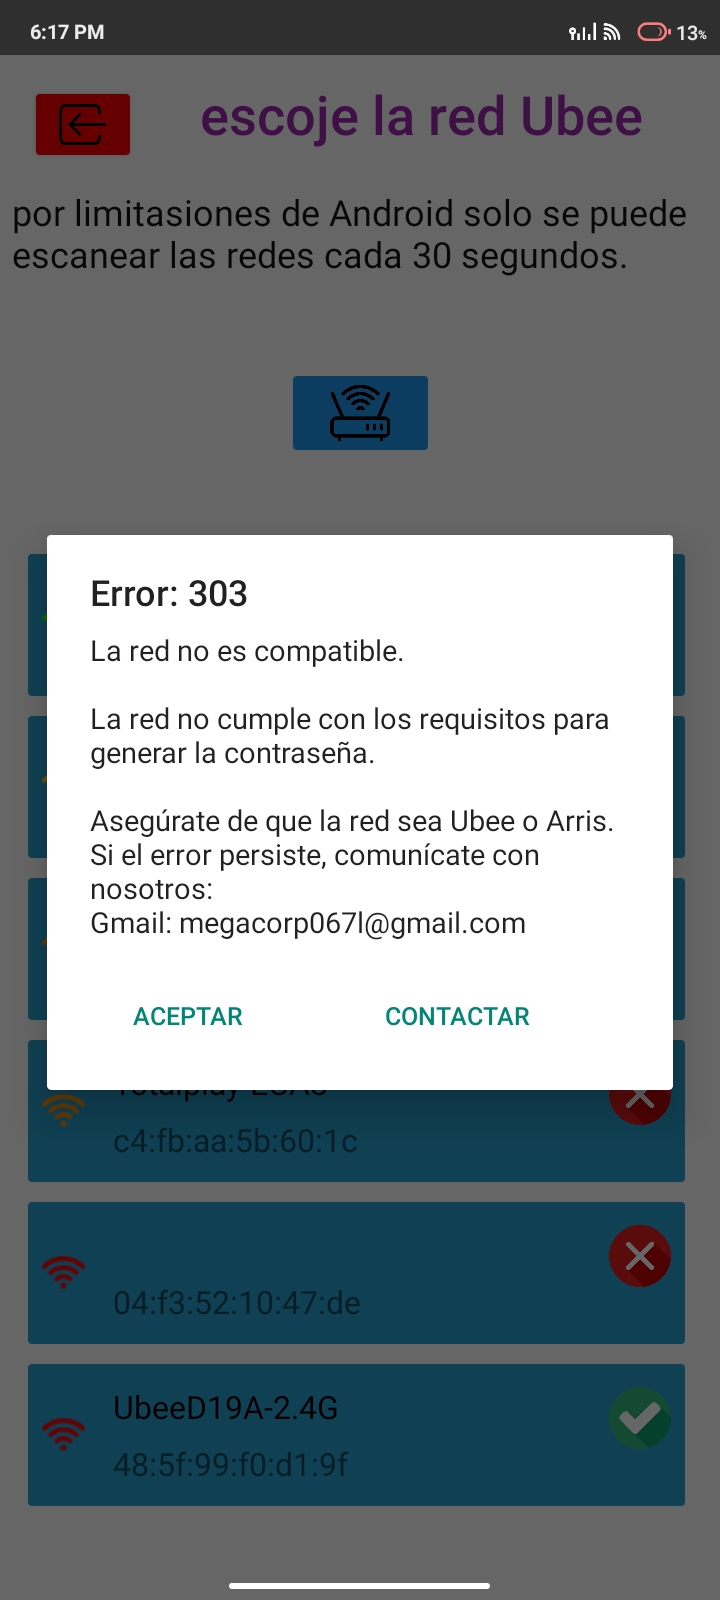 6:17 PM
13%
escoje la red Ubee
por limitasiones de Android solo se puede
escanear las redes cada 30 segundos.
Error: 303
La red no es compatible.
La red no cumple con los requisitos para
generar la contraseña.
Asegúrate de que la red sea Ubee o Arris.
Si el error persiste, comunícate con
nosotros:
Gmail: megacorp067l@gmail.com
ACEPTAR
CONTACTAR
c4:fb:aa:5b:60:1c
04:f3:52:10:47:de
UbeeD19A-2.4G
48:5f:99:f0:d1:9f